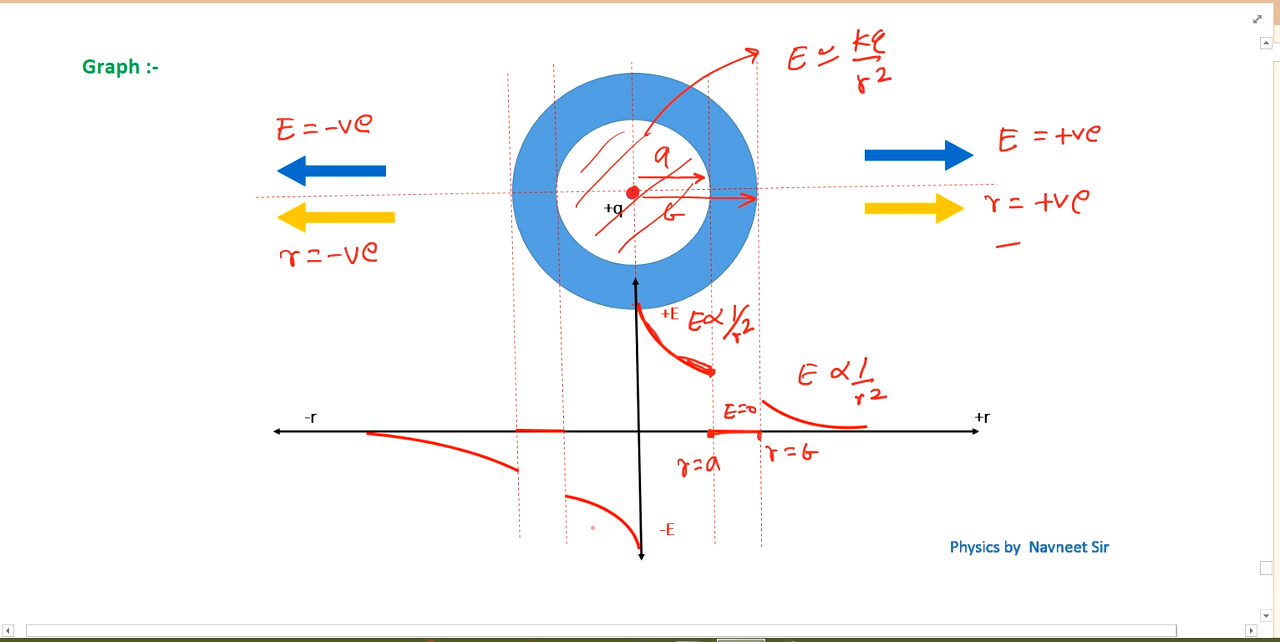 Graph :-
E ≃ kq/r²
E = -ve
E = +ve
a
+q
b
r = +ve
r = -ve
+E
E ∝ 1/r²
E ∝ 1/r²
E=0
-r
+r
r=a
r=b
-E
Physics by Navneet Sir